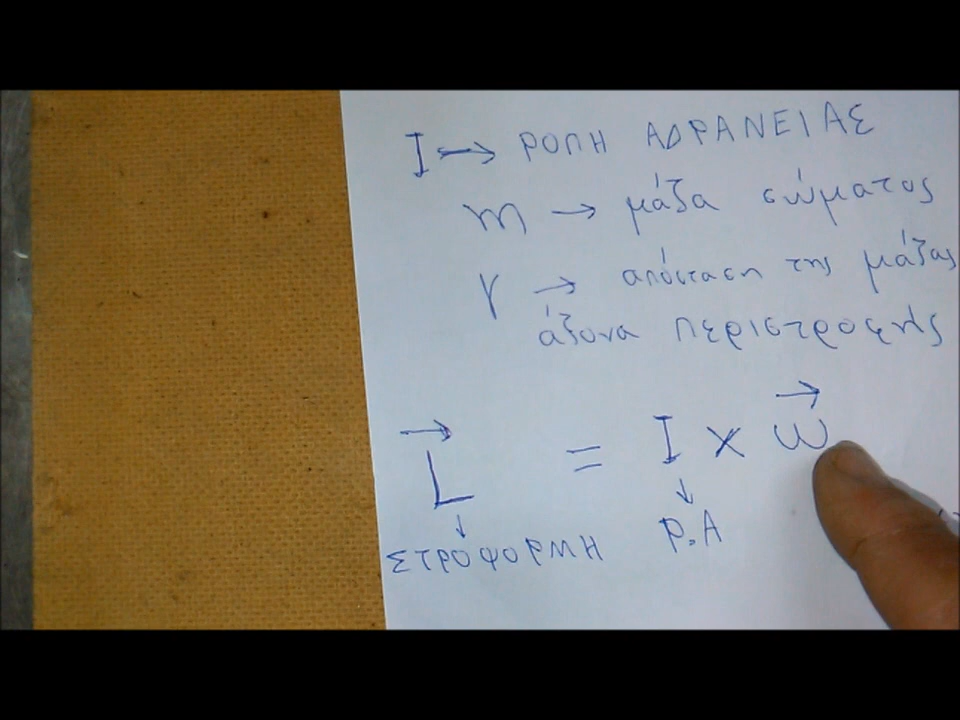 I → ΡΟΠΗ ΑΔΡΑΝΕΙΑΣ
m → μάζα σώματος
r → απόσταση της μάζας
άξονα περιστροφής
→ →
L = I × ω
↓ ↓
ΣΤΡΟΦΟΡΜΗ Ρ.Α